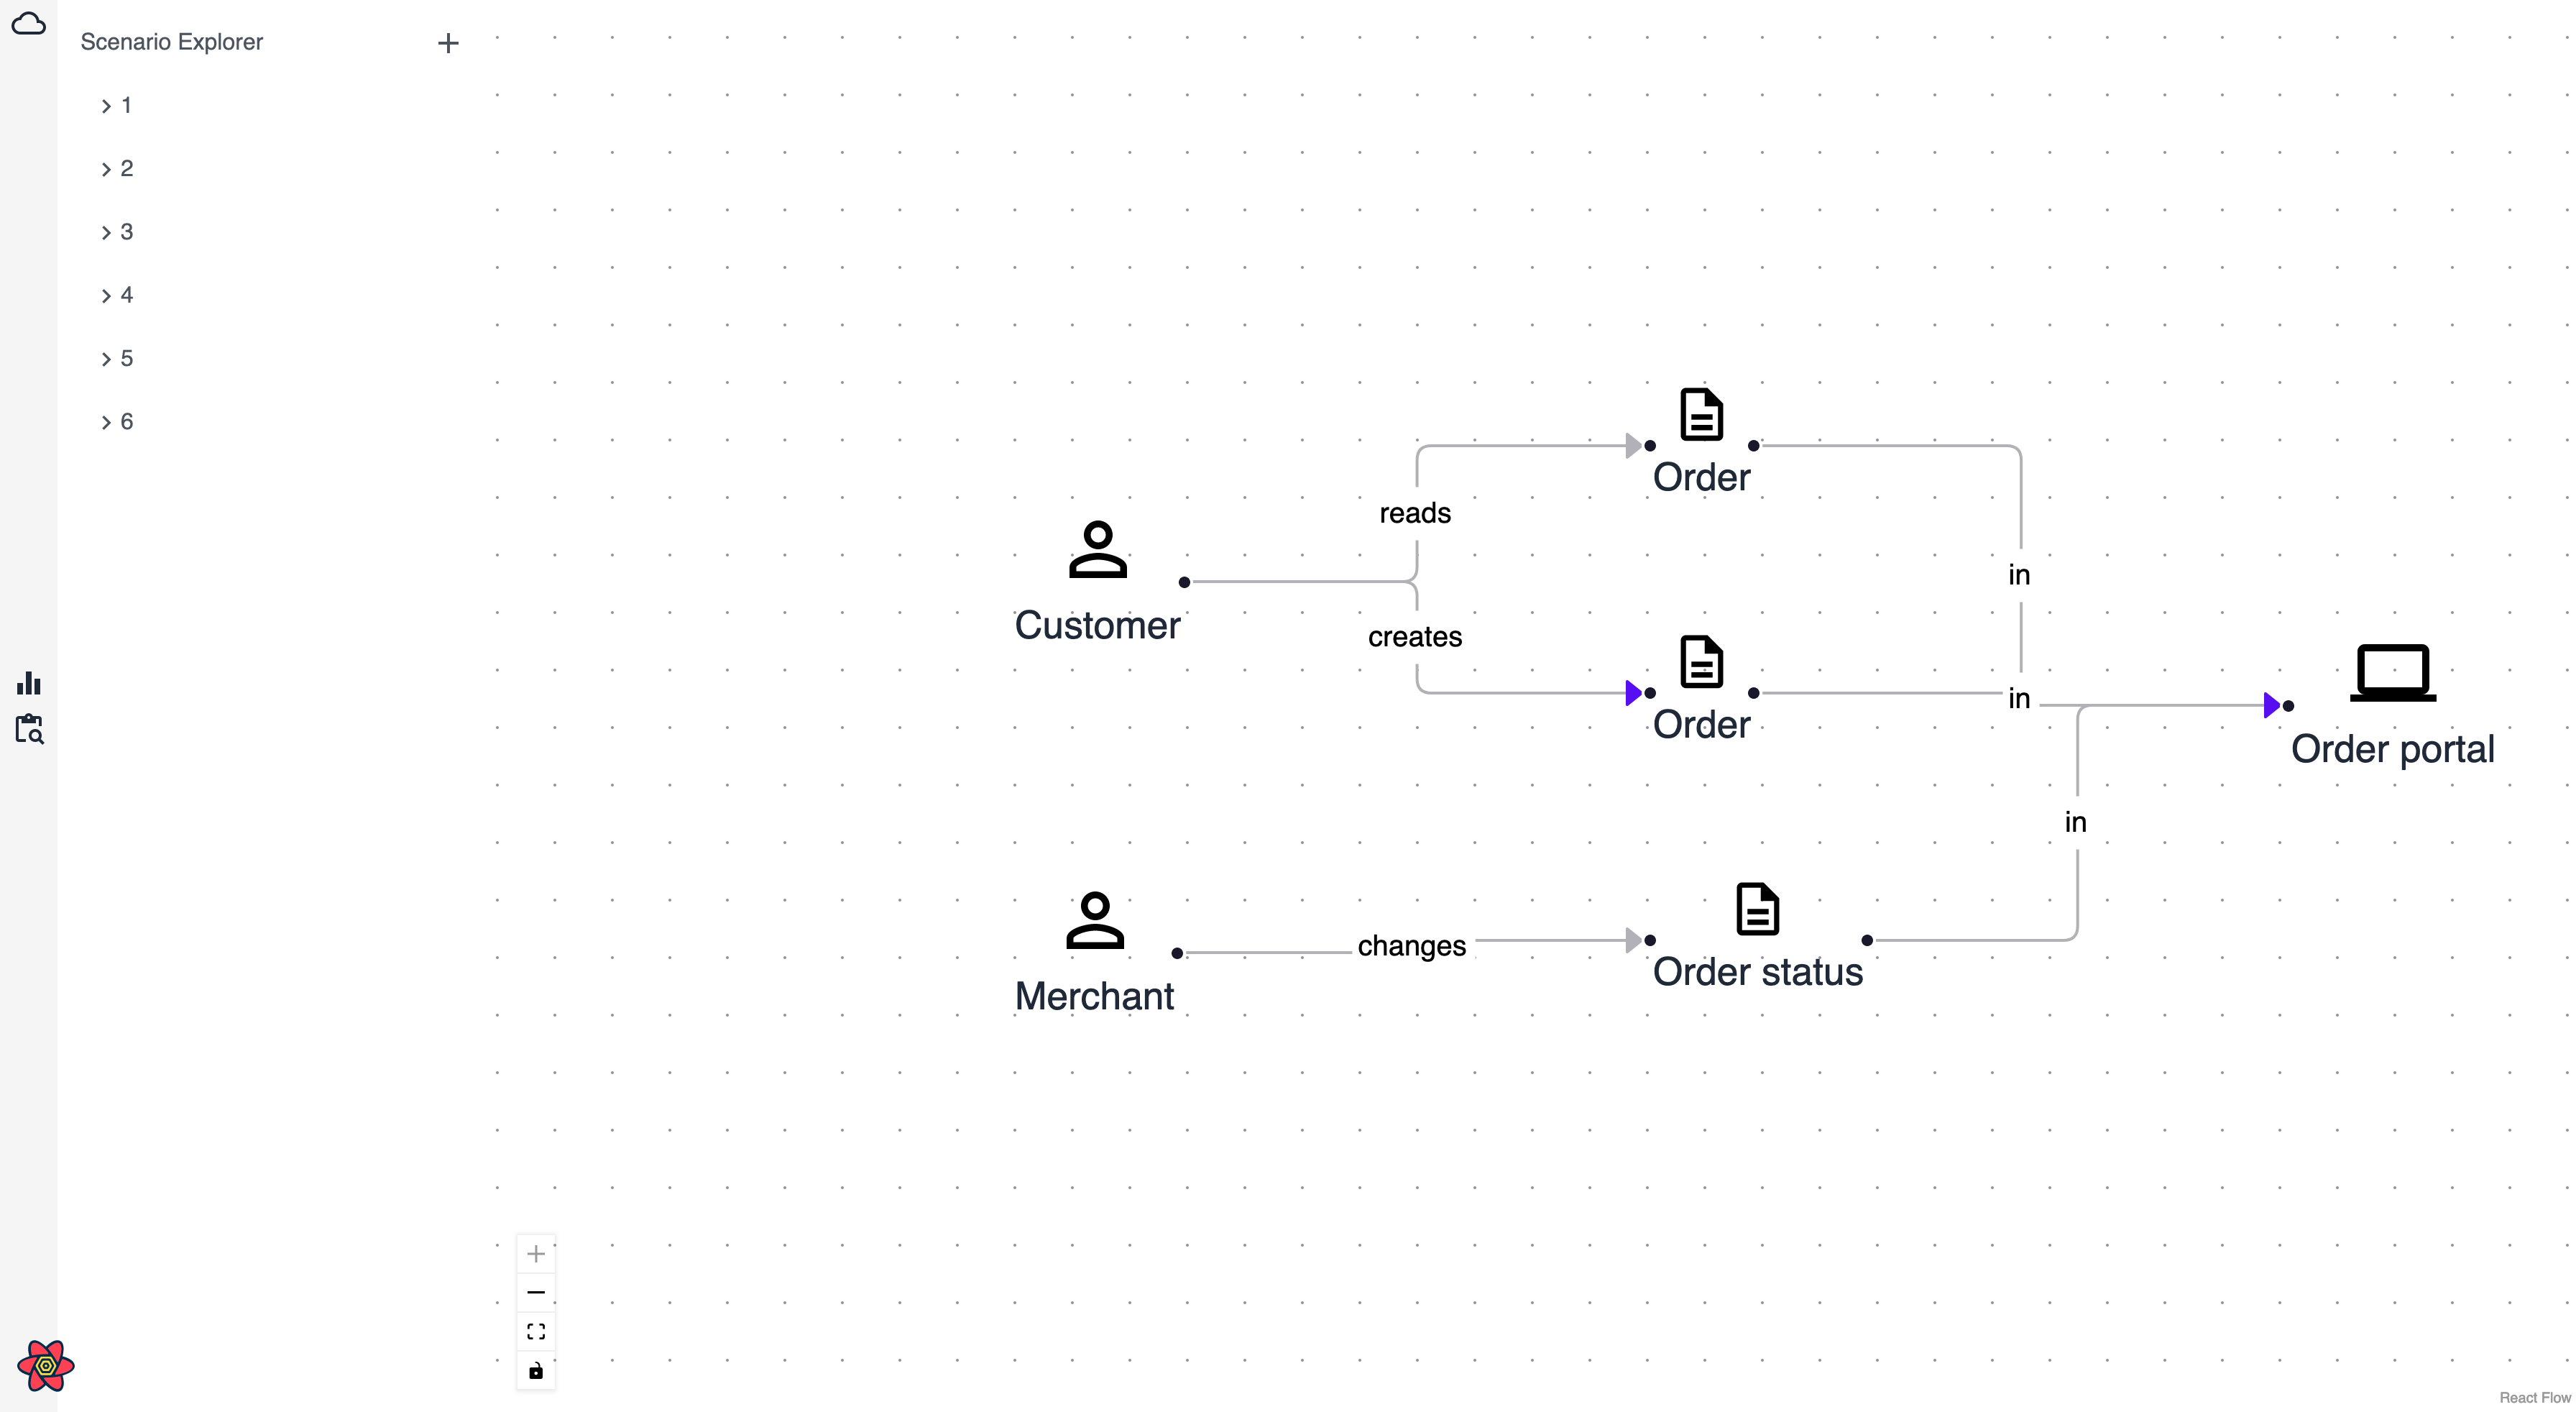 Scenario Explorer
1
2
3
4
5
6
Order
reads
in
Customer
creates
Order
in
Order portal
in
changes
Order status
Merchant
React Flow